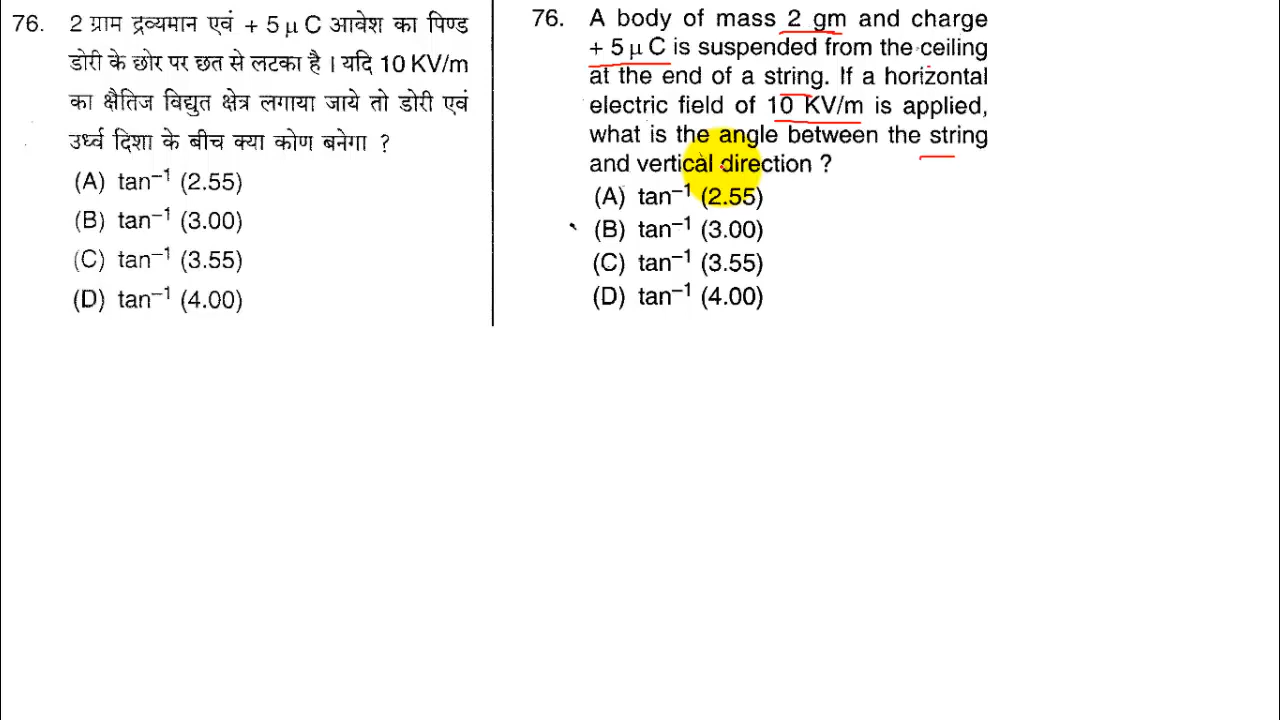 76. 2 ग्राम द्रव्यमान एवं + 5 μ C आवेश का पिण्ड
डोरी के छोर पर छत से लटका है । यदि 10 KV/m
का क्षैतिज विद्युत क्षेत्र लगाया जाये तो डोरी एवं
उर्ध्व दिशा के बीच क्या कोण बनेगा ?
(A) tan⁻¹ (2.55)
(B) tan⁻¹ (3.00)
(C) tan⁻¹ (3.55)
(D) tan⁻¹ (4.00)
76. A body of mass 2 gm and charge
+ 5 μ C is suspended from the ceiling
at the end of a string. If a horizontal
electric field of 10 KV/m is applied,
what is the angle between the string
and vertical direction ?
(A) tan⁻¹ (2.55)
(B) tan⁻¹ (3.00)
(C) tan⁻¹ (3.55)
(D) tan⁻¹ (4.00)